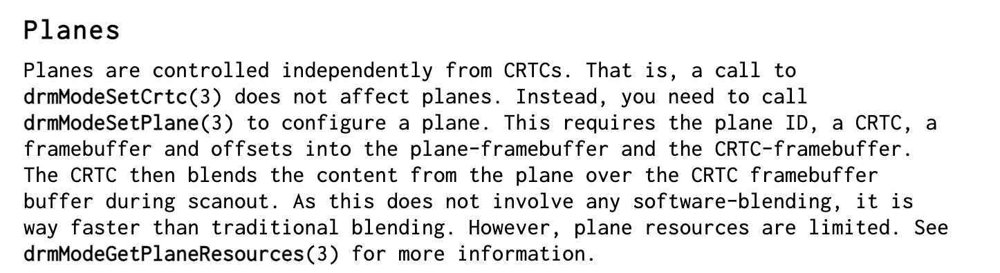 Planes
Planes are controlled independently from CRTCs. That is, a call to
drmModeSetCrtc(3) does not affect planes. Instead, you need to call
drmModeSetPlane(3) to configure a plane. This requires the plane ID, a CRTC, a
framebuffer and offsets into the plane-framebuffer and the CRTC-framebuffer.
The CRTC then blends the content from the plane over the CRTC framebuffer
buffer during scanout. As this does not involve any software-blending, it is
way faster than traditional blending. However, plane resources are limited. See
drmModeGetPlaneResources(3) for more information.